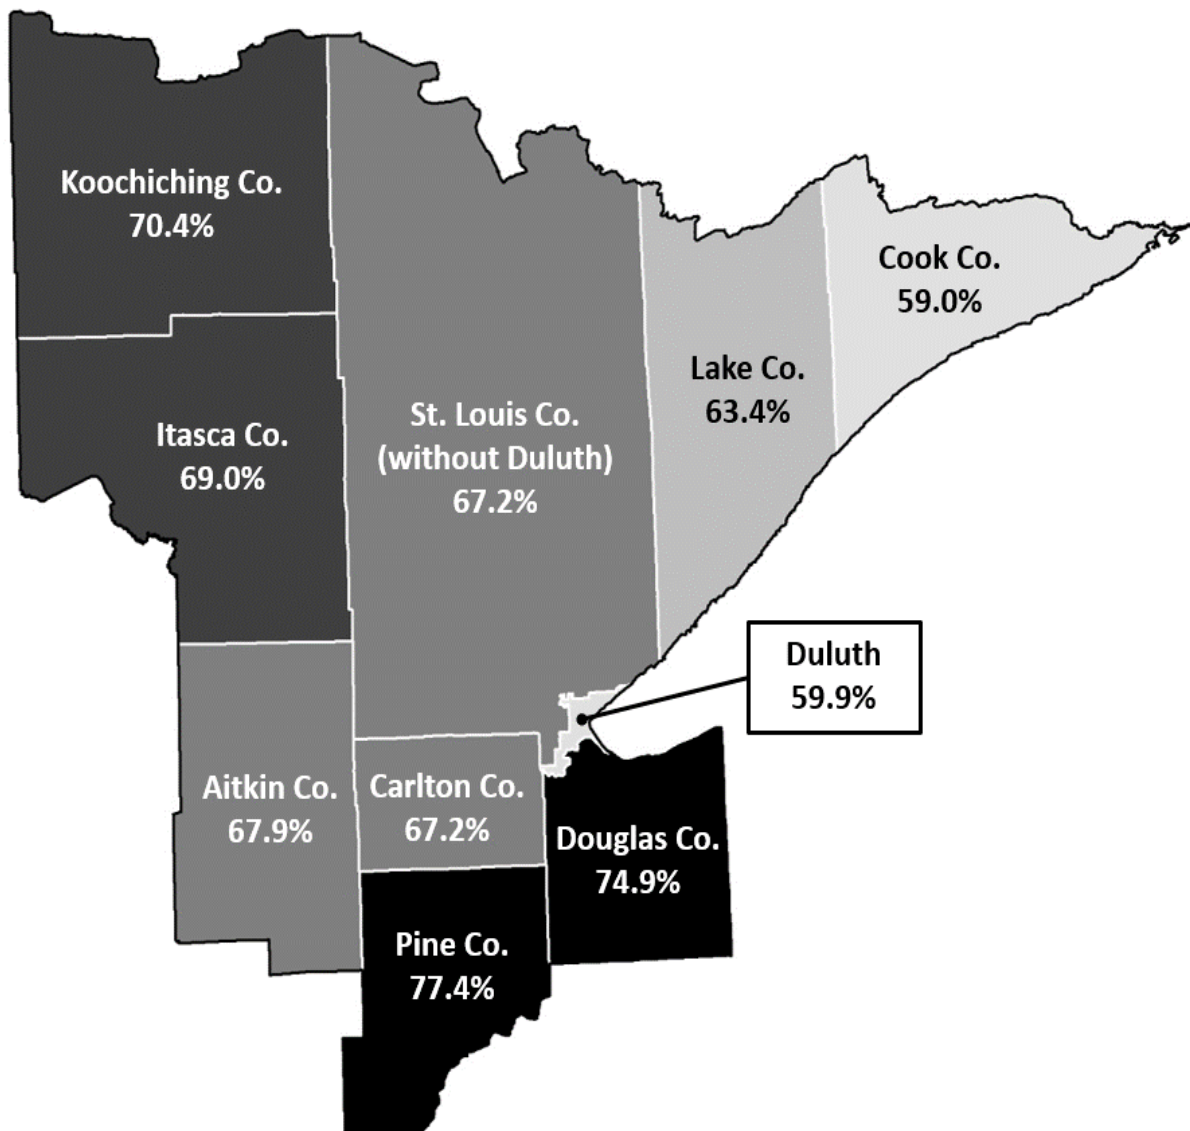 Koochiching Co.
70.4%
Cook Co.
59.0%
Lake Co.
63.4%
St. Louis Co.
(without Duluth)
67.2%
Itasca Co.
69.0%
Duluth
59.9%
Aitkin Co.
67.9%
Carlton Co.
67.2%
Douglas Co.
74.9%
Pine Co.
77.4%